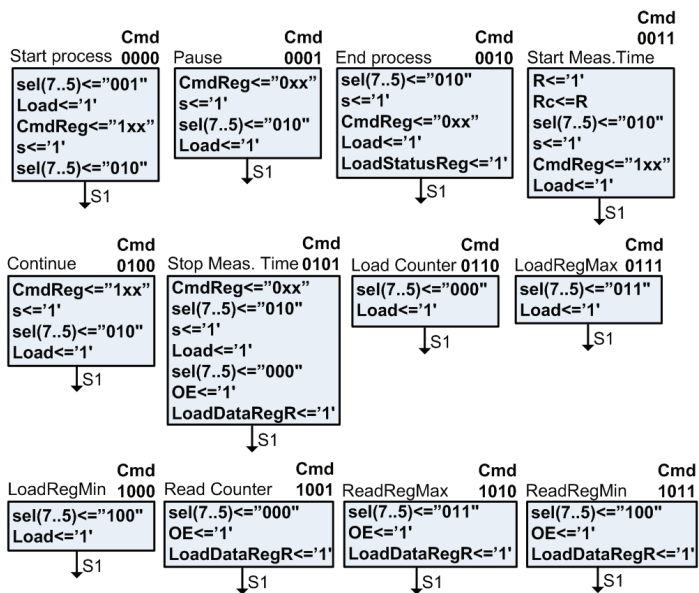 Cmd
Start process 0000
sel(7..5)<="001"
Load<='1'
CmdReg<="1xx"
s<='1'
sel(7..5)<="010"
S1
Cmd
Pause 0001
CmdReg<="0xx"
s<='1'
sel(7..5)<="010"
Load<='1'
S1
Cmd
End process 0010
sel(7..5)<="010"
s<='1'
CmdReg<="0xx"
Load<='1'
LoadStatusReg<='1'
S1
Cmd
0011
Start Meas.Time
R<='1'
Rc<=R
sel(7..5)<="010"
s<='1'
CmdReg<="1xx"
Load<='1'
S1
Cmd
Continue 0100
CmdReg<="1xx"
s<='1'
sel(7..5)<="010"
Load<='1'
S1
Cmd
Stop Meas. Time 0101
CmdReg<="0xx"
sel(7..5)<="010"
s<='1'
Load<='1'
sel(7..5)<="000"
OE<='1'
LoadDataRegR<='1'
S1
Cmd
Load Counter 0110
sel(7..5)<="000"
Load<='1'
S1
Cmd
LoadRegMax 0111
sel(7..5)<="011"
Load<='1'
S1
Cmd
LoadRegMin 1000
sel(7..5)<="100"
Load<='1'
S1
Cmd
Read Counter 1001
sel(7..5)<="000"
OE<='1'
LoadDataRegR<='1'
S1
Cmd
ReadRegMax 1010
sel(7..5)<="011"
OE<='1'
LoadDataRegR<='1'
S1
Cmd
ReadRegMin 1011
sel(7..5)<="100"
OE<='1'
LoadDataRegR<='1'
S1